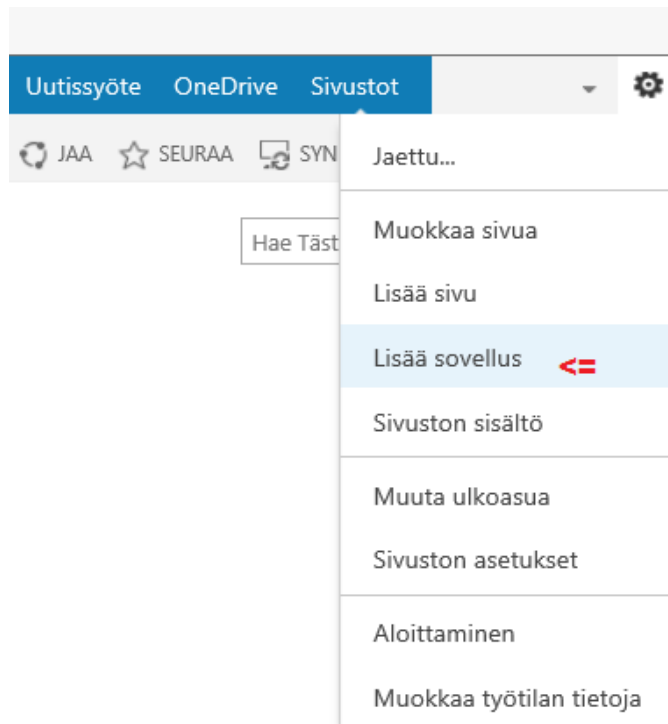 Uutissyöte OneDrive Sivustot
JAA SEURAA SYN
Hae Täst
Jaettu...
Muokkaa sivua
Lisää sivu
Lisää sovellus <=
Sivuston sisältö
Muuta ulkoasua
Sivuston asetukset
Aloittaminen
Muokkaa työtilan tietoja